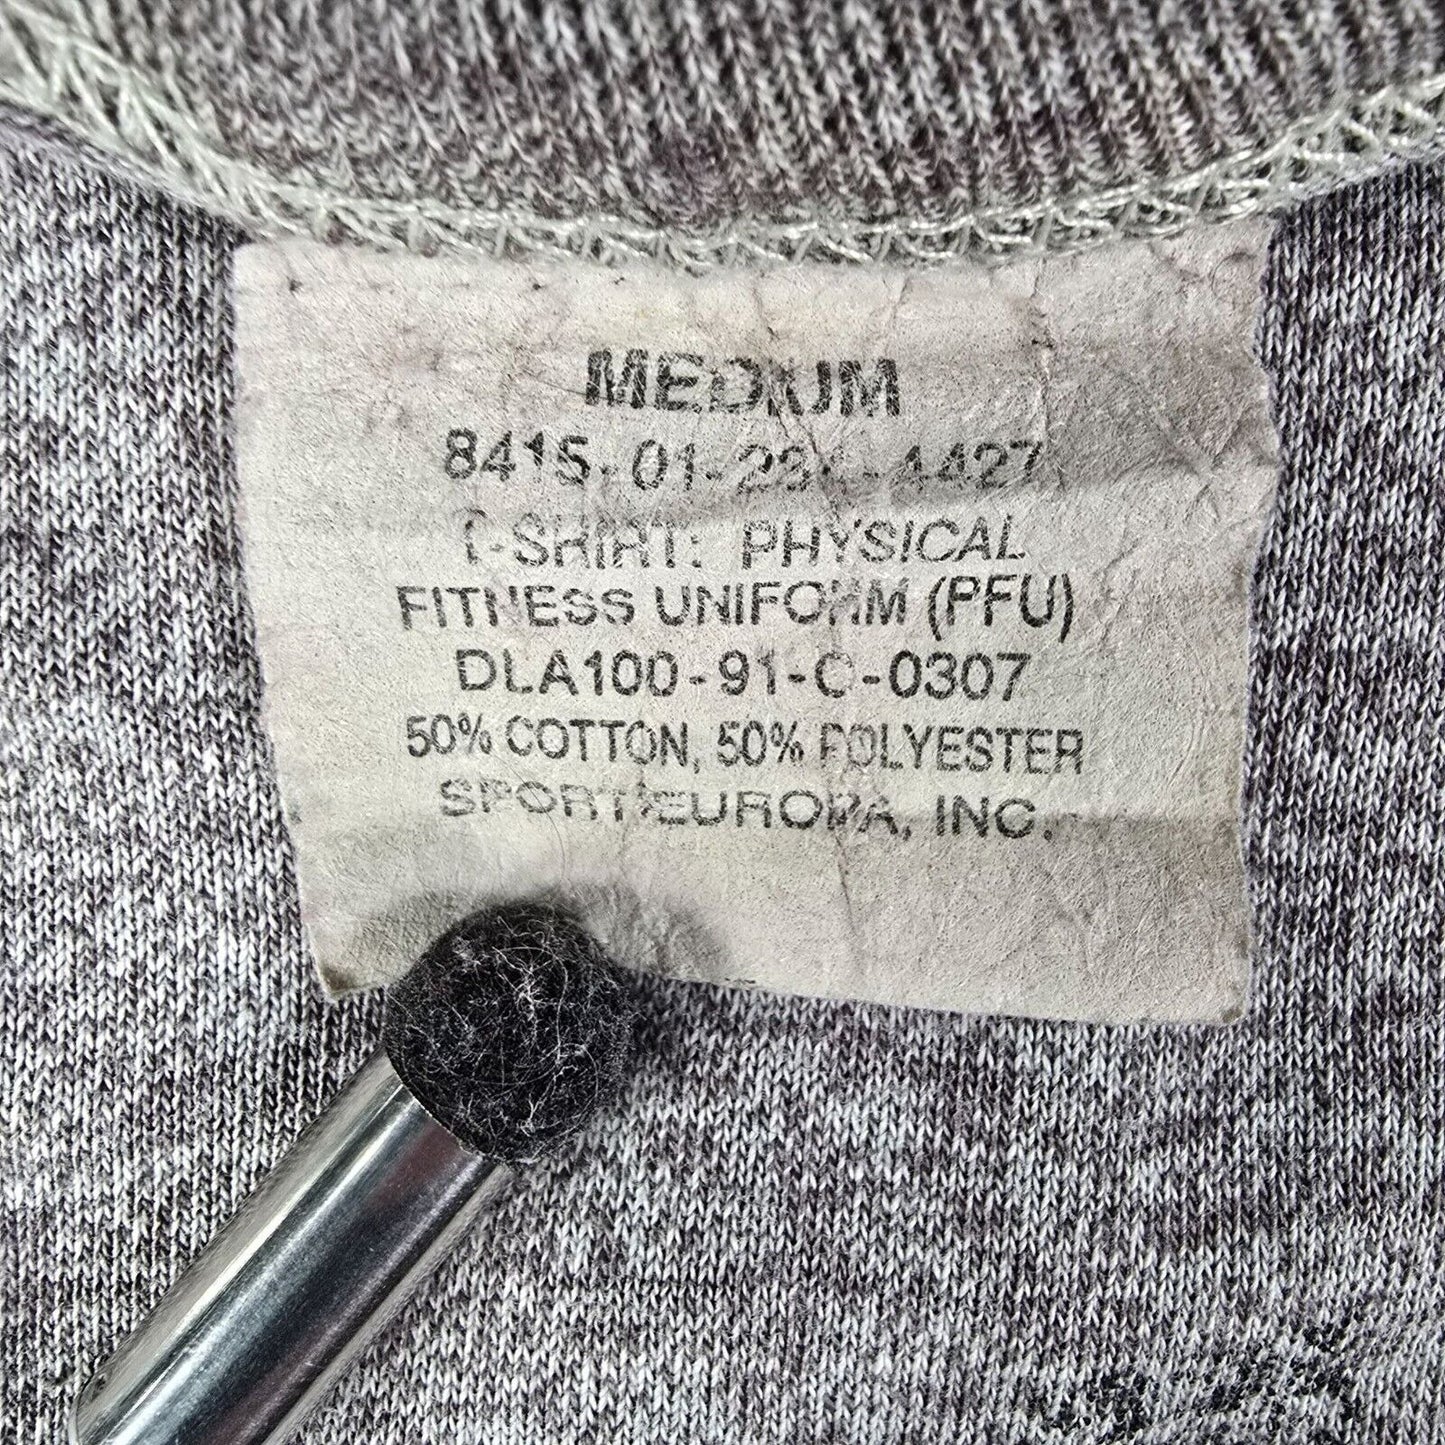 MEDIUM
T-SHIRT: PHYSICAL
FITNESS UNIFORM (PFU)
DLA100-91-C-0307
50% COTTON, 50% POLYESTER
SPORT EUROPA, INC.